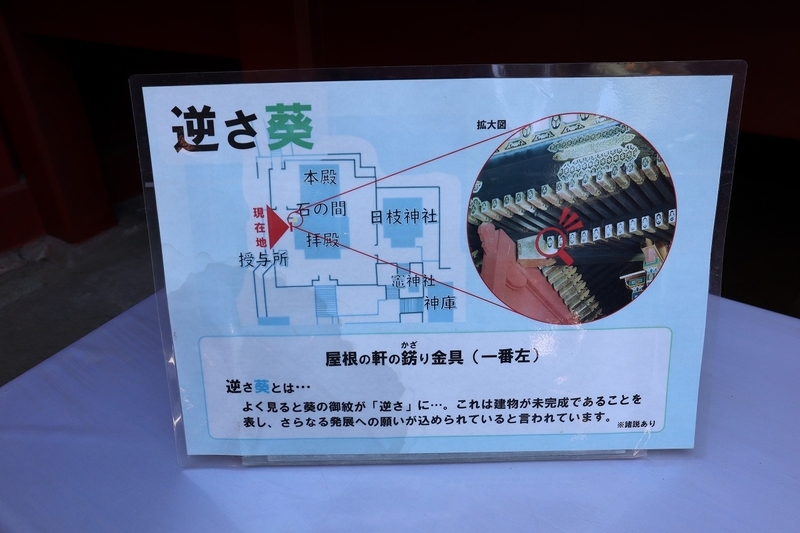 逆さ葵
拡大図
本殿
石の間
日枝神社
現在地
拝殿
授与所
竈神社
神庫
かざ
屋根の軒の錺り金具（一番左）
逆さ葵とは…
よく見ると葵の御紋が「逆さ」に…。これは建物が未完成であることを
表し、さらなる発展への願いが込められていると言われています。 ※諸説あり